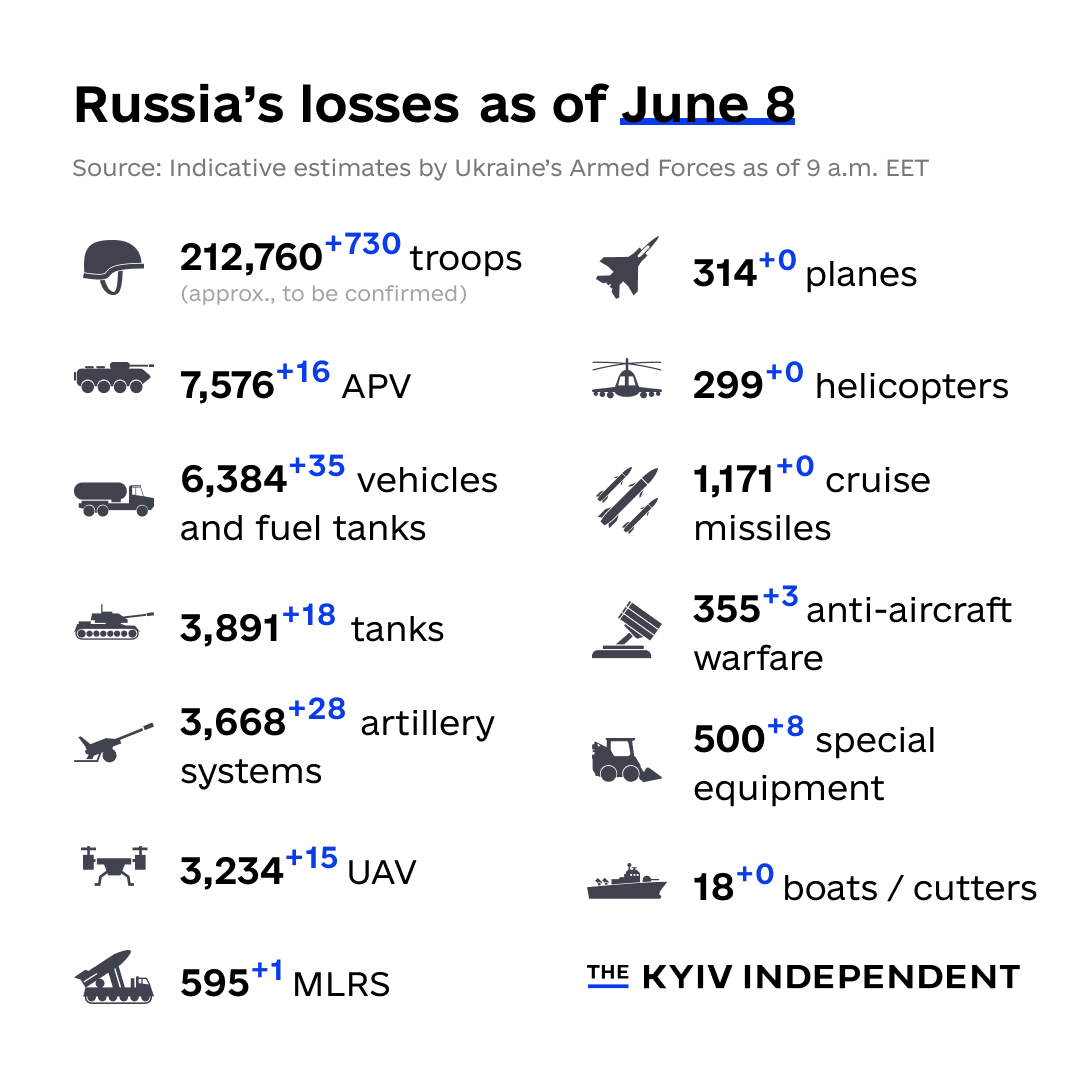 Russia's losses as of June 8
Source: Indicative estimates by Ukraine's Armed Forces as of 9 a.m. EET
212,760+730 troops
(approx., to be confirmed)
7,576+16 APV
6,384+35 vehicles
and fuel tanks
3,891+18 tanks
3,668+28 artillery
systems
3,234+15 UAV
595+1 MLRS
314+0 planes
299+0 helicopters
1,171+0 cruise
missiles
355+3 anti-aircraft
warfare
500+8 special
equipment
18+0 boats / cutters
THE KYIV INDEPENDENT